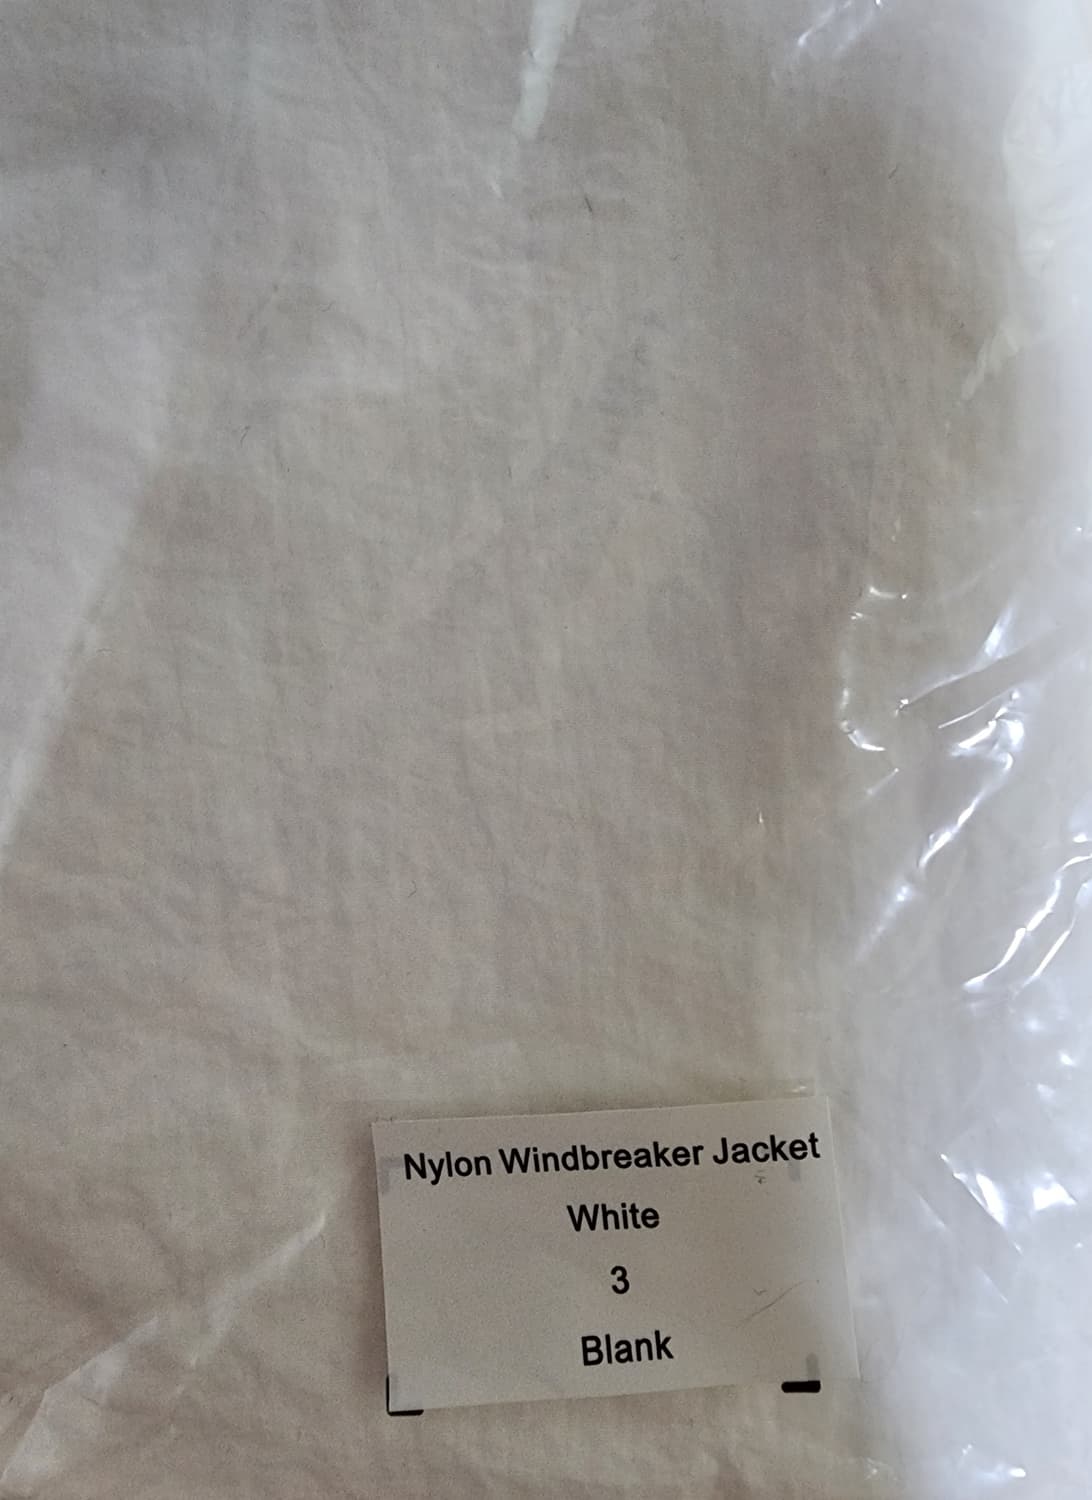 Nylon Windbreaker Jacket
White
3
Blank